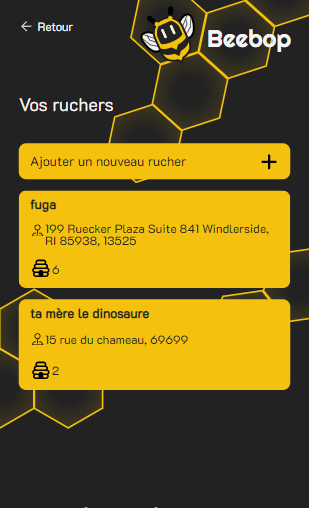 Retour
Beebop
Vos ruchers
Ajouter un nouveau rucher
fuga
199 Ruecker Plaza Suite 841 Windlerside,
RI 85938, 13525
6
ta mère le dinosaure
15 rue du chameau, 69699
2